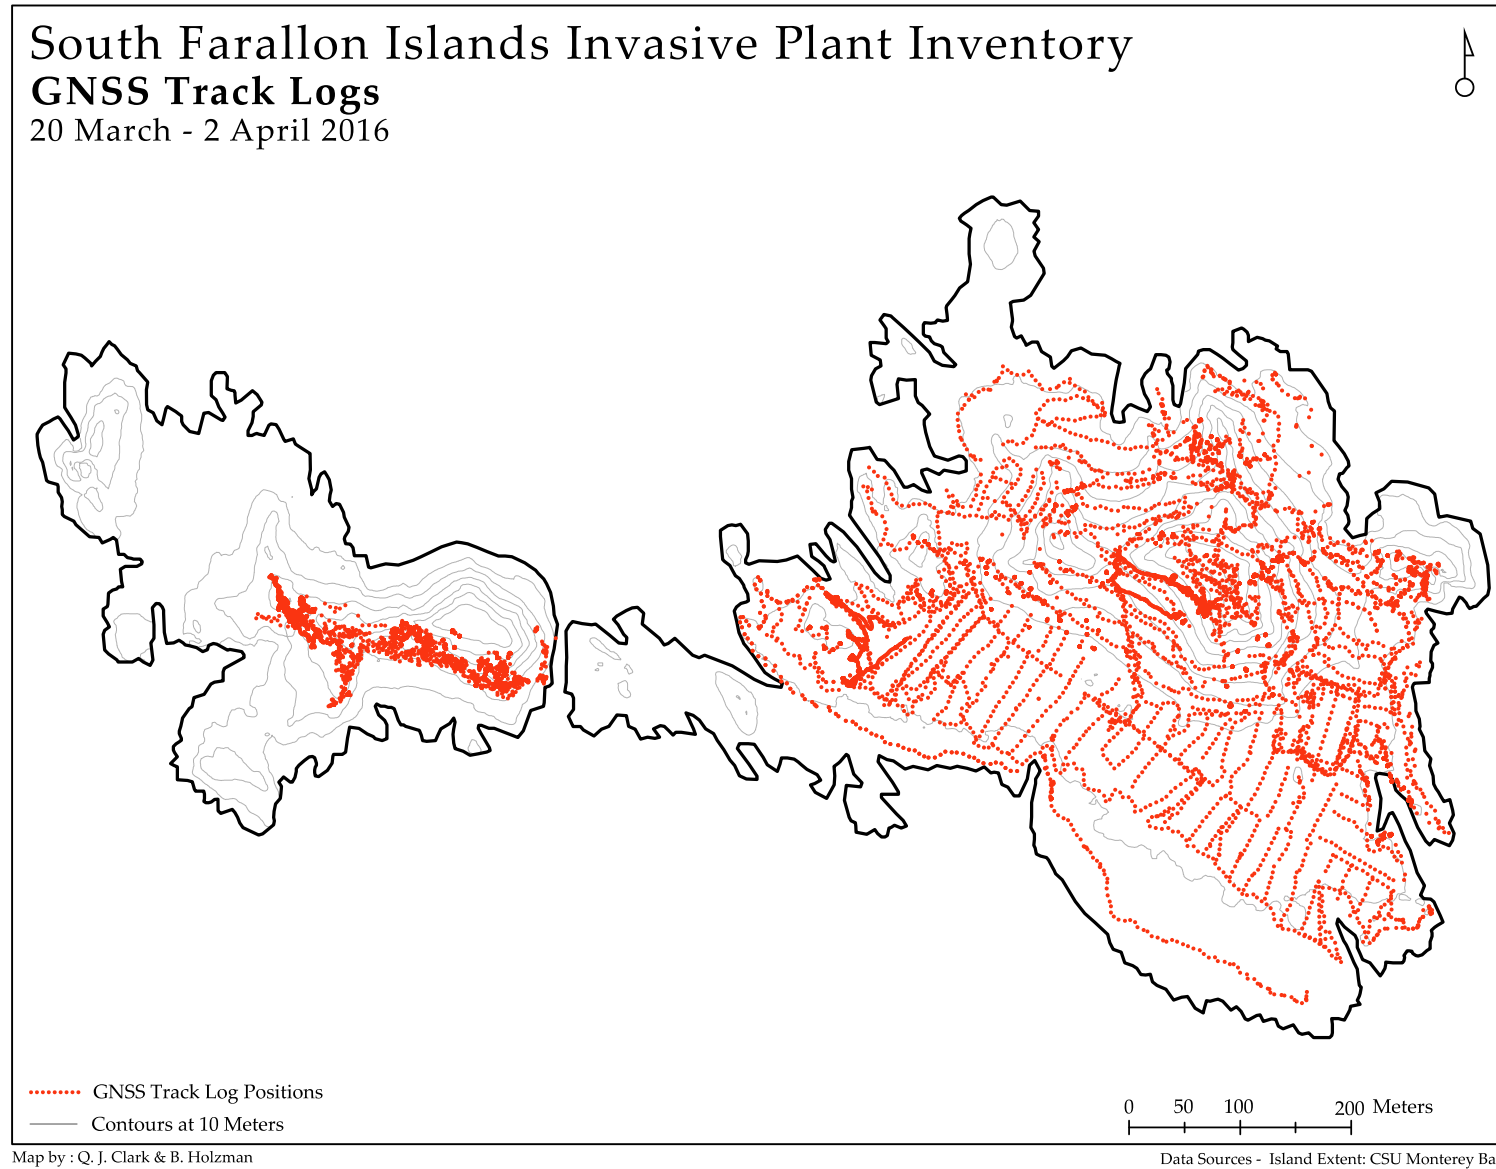 South Farallon Islands Invasive Plant Inventory
GNSS Track Logs
20 March - 2 April 2016
GNSS Track Log Positions
Contours at 10 Meters
0 50 100 200 Meters
Map by : Q. J. Clark & B. Holzman
Data Sources - Island Extent: CSU Monterey Ba